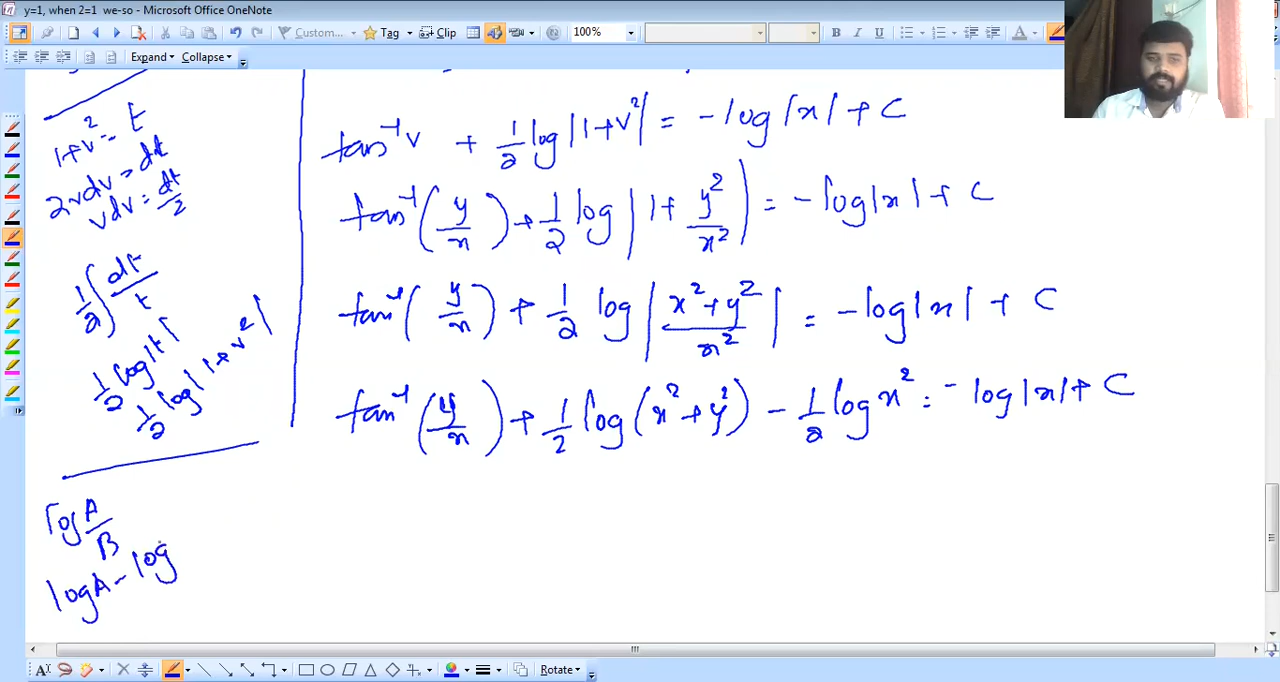 y=1, when 2=1 we-so - Microsoft Office OneNote
Custom... Tag Clip 100% B I U
Expand Collapse
1+v² = t
2vdv = dt
vdv = dt/2
½∫dt/t
½ log|t|
½ log|1+v²|
log A/B
log A - log
tan⁻¹v + ½ log|1+v²| = -log|x| + C
tan⁻¹(y/x) + ½ log|1 + y²/x²| = -log|x| + C
tan⁻¹(y/x) + ½ log|(x²+y²)/x²| = -log|x| + C
tan⁻¹(y/x) + ½ log(x²+y²) - ½ log x² = -log|x| + C
A Rotate